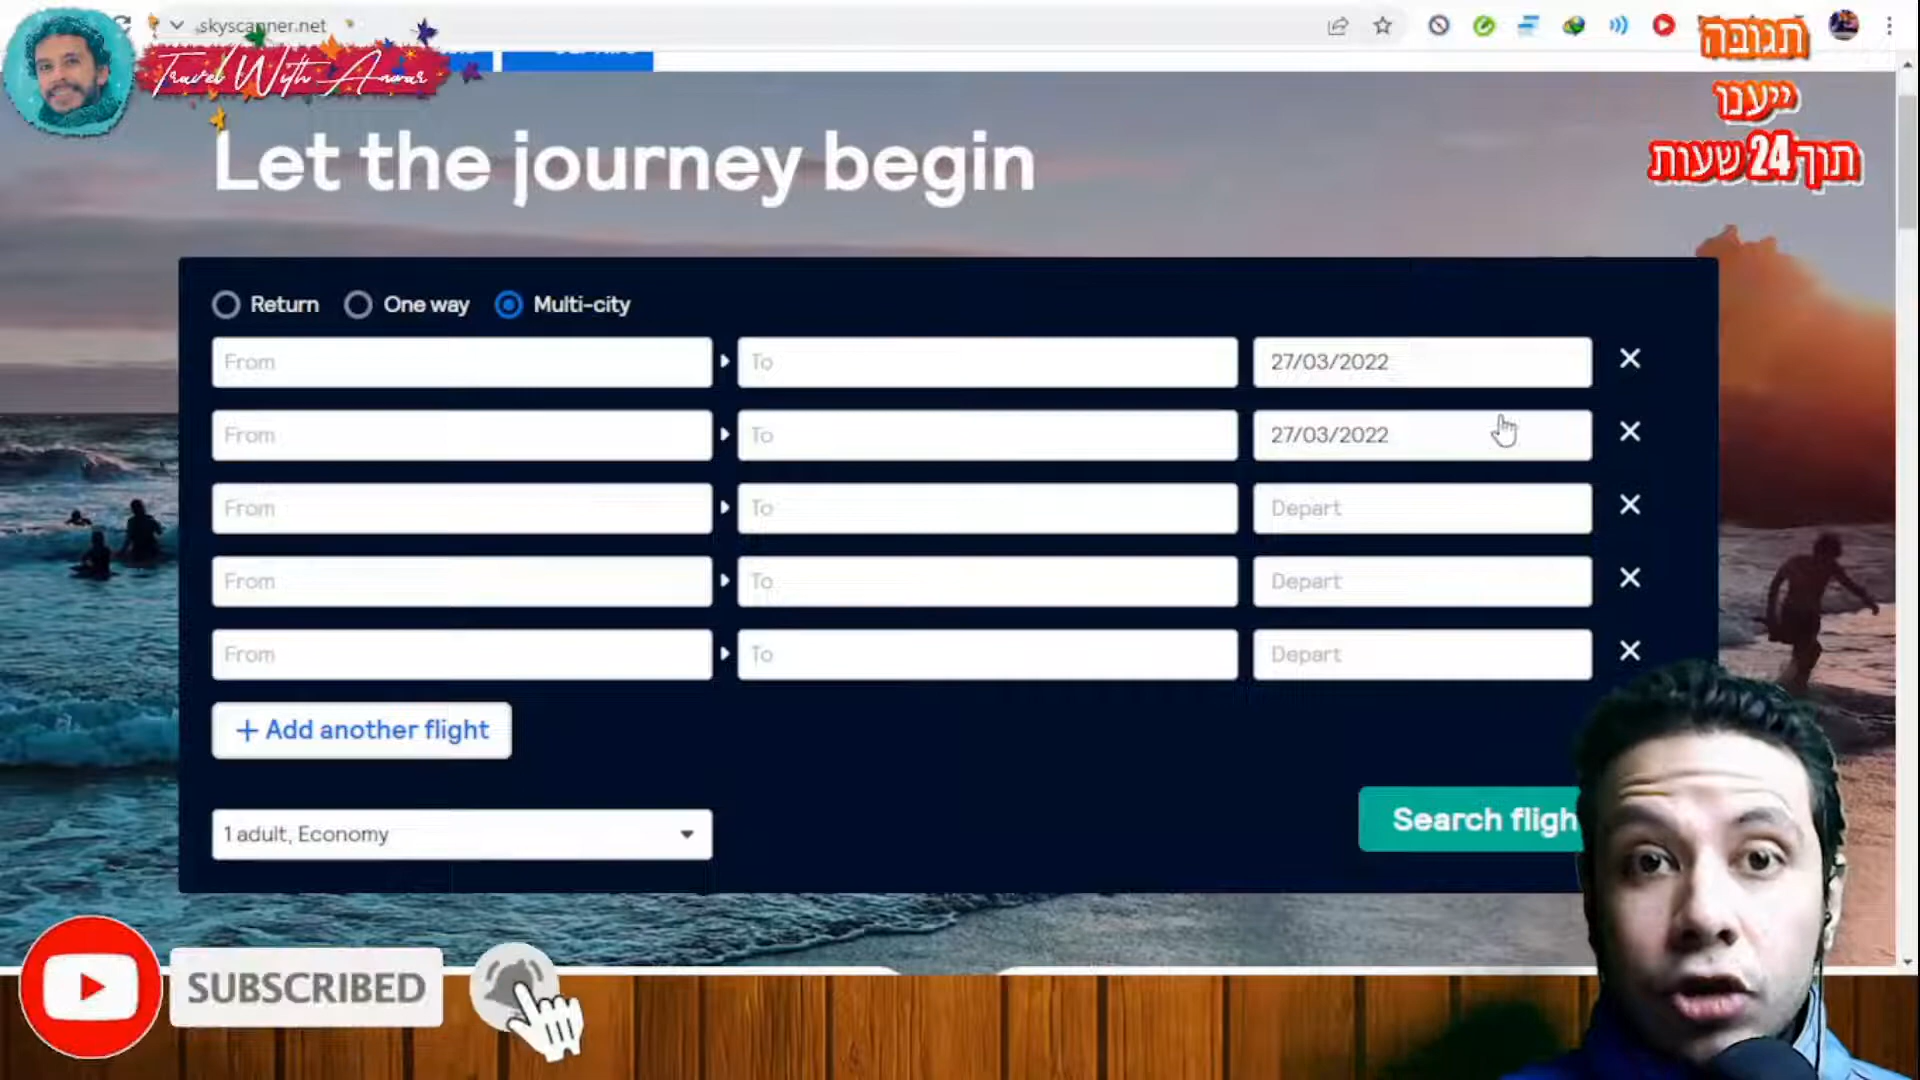 skyscanner.net
Travel With Anwar
תגובה
ייענו
תוך 24 שעות
Let the journey begin
Return
One way
Multi-city
From
To
27/03/2022
From
To
27/03/2022
From
To
Depart
From
To
Depart
From
To
Depart
+ Add another flight
1 adult, Economy
Search fligh
SUBSCRIBED